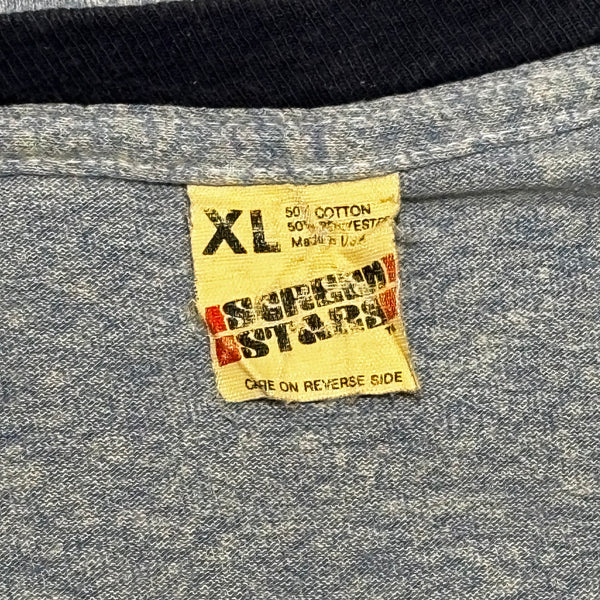 XL
50% COTTON
50% POLYESTER
Made in USA
SCREEN
STARS
CARE ON REVERSE SIDE